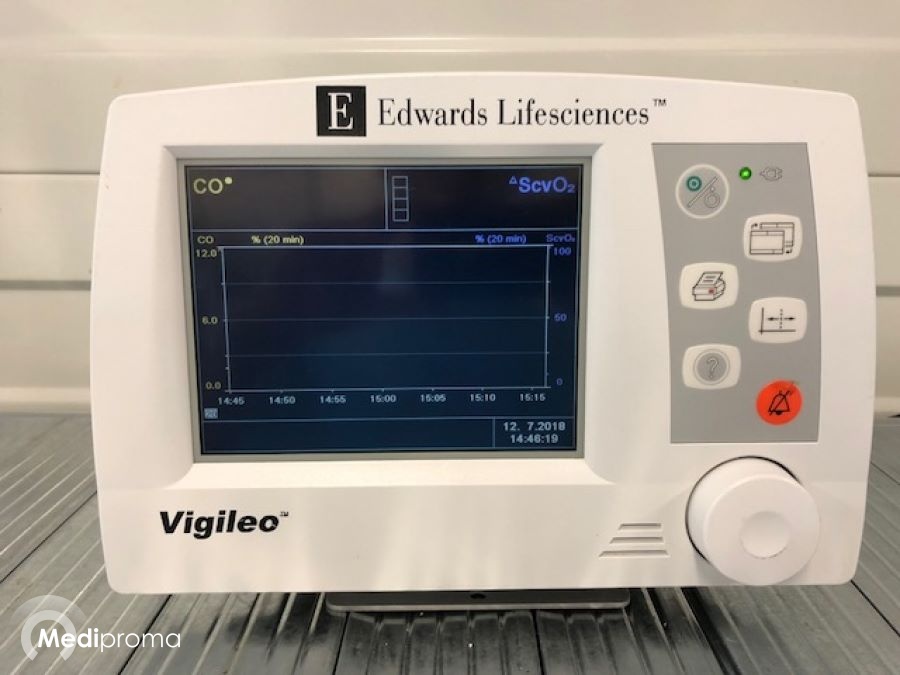 E Edwards Lifesciences™
CO
ΔScvO₂
CO % (20 min) % (20 min) ScvO₂
12.0 100
6.0 50
0.0 0
14:45 14:50 14:55 15:00 15:05 15:10 15:15
12. 7.2018
14:46:19
?
Vigileo™
Mediproma